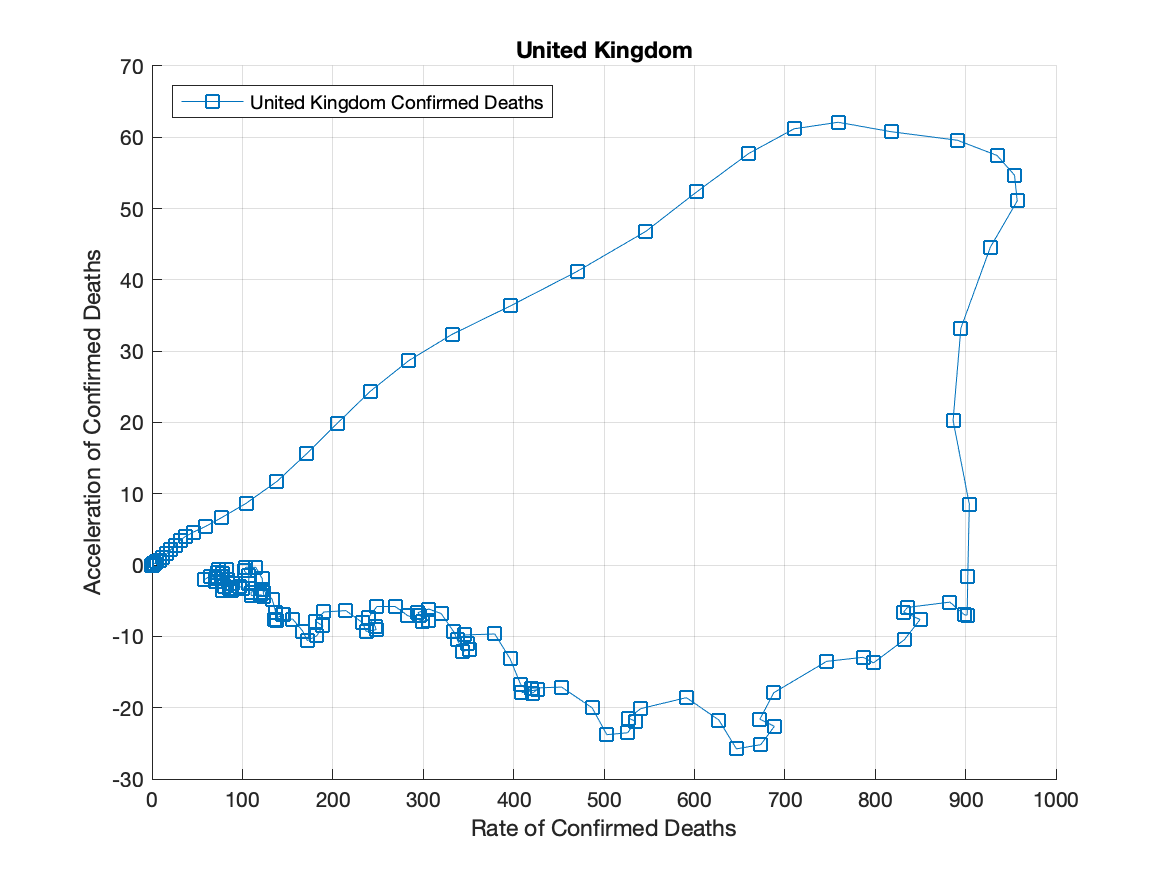 United Kingdom
United Kingdom Confirmed Deaths
70
60
50
40
30
20
10
0
-10
-20
-30
Acceleration of Confirmed Deaths
0 100 200 300 400 500 600 700 800 900 1000
Rate of Confirmed Deaths